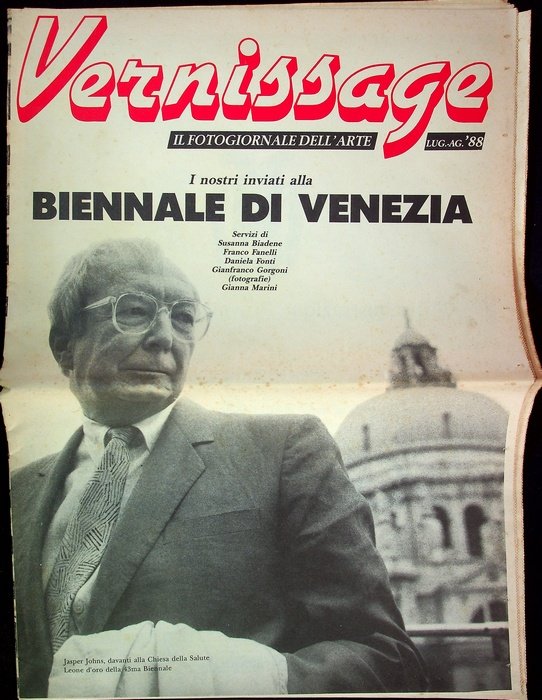 Vernissage
IL FOTOGIORNALE DELL'ARTE
LUG.-AG. '88
I nostri inviati alla
BIENNALE DI VENEZIA
Servizi di
Susanna Biadene
Franco Fanelli
Daniela Fonti
Gianfranco Gorgoni
(fotografie)
Gianna Marini
Jasper Johns, davanti alla Chiesa della Salute
Leone d'oro della 43ma Biennale